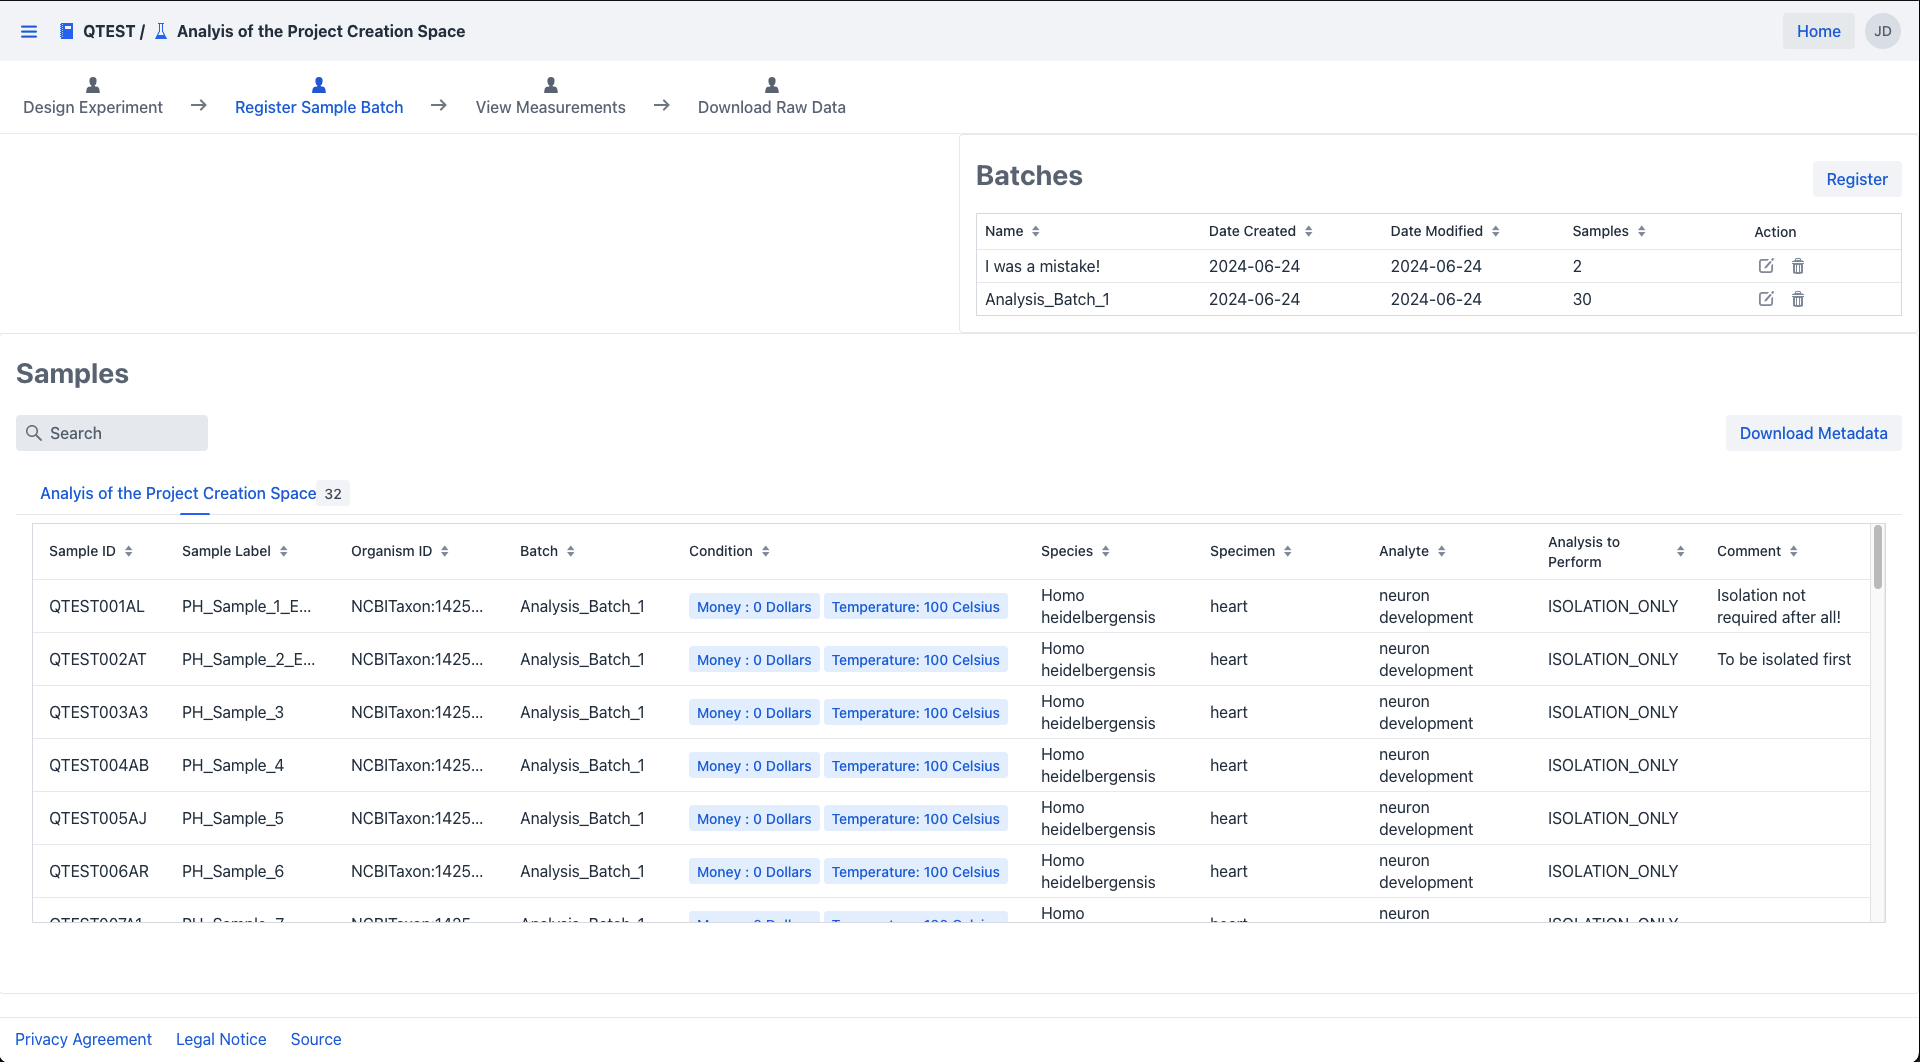 QTEST / Analyis of the Project Creation Space
Home JD
Design Experiment Register Sample Batch View Measurements Download Raw Data
Batches
Register
Name Date Created Date Modified Samples Action
I was a mistake! 2024-06-24 2024-06-24 2
Analysis_Batch_1 2024-06-24 2024-06-24 30
Samples
Search
Download Metadata
Analyis of the Project Creation Space 32
Sample ID Sample Label Organism ID Batch Condition Species Specimen Analyte Analysis to Perform Comment
QTEST001AL PH_Sample_1_E... NCBITaxon:1425... Analysis_Batch_1 Money : 0 Dollars Temperature: 100 Celsius Homo heidelbergensis heart neuron development ISOLATION_ONLY Isolation not required after all!
QTEST002AT PH_Sample_2_E... NCBITaxon:1425... Analysis_Batch_1 Money : 0 Dollars Temperature: 100 Celsius Homo heidelbergensis heart neuron development ISOLATION_ONLY To be isolated first
QTEST003A3 PH_Sample_3 NCBITaxon:1425... Analysis_Batch_1 Money : 0 Dollars Temperature: 100 Celsius Homo heidelbergensis heart neuron development ISOLATION_ONLY
QTEST004AB PH_Sample_4 NCBITaxon:1425... Analysis_Batch_1 Money : 0 Dollars Temperature: 100 Celsius Homo heidelbergensis heart neuron development ISOLATION_ONLY
QTEST005AJ PH_Sample_5 NCBITaxon:1425... Analysis_Batch_1 Money : 0 Dollars Temperature: 100 Celsius Homo heidelbergensis heart neuron development ISOLATION_ONLY
QTEST006AR PH_Sample_6 NCBITaxon:1425... Analysis_Batch_1 Money : 0 Dollars Temperature: 100 Celsius Homo heidelbergensis heart neuron development ISOLATION_ONLY
Homo neuron
Privacy Agreement Legal Notice Source